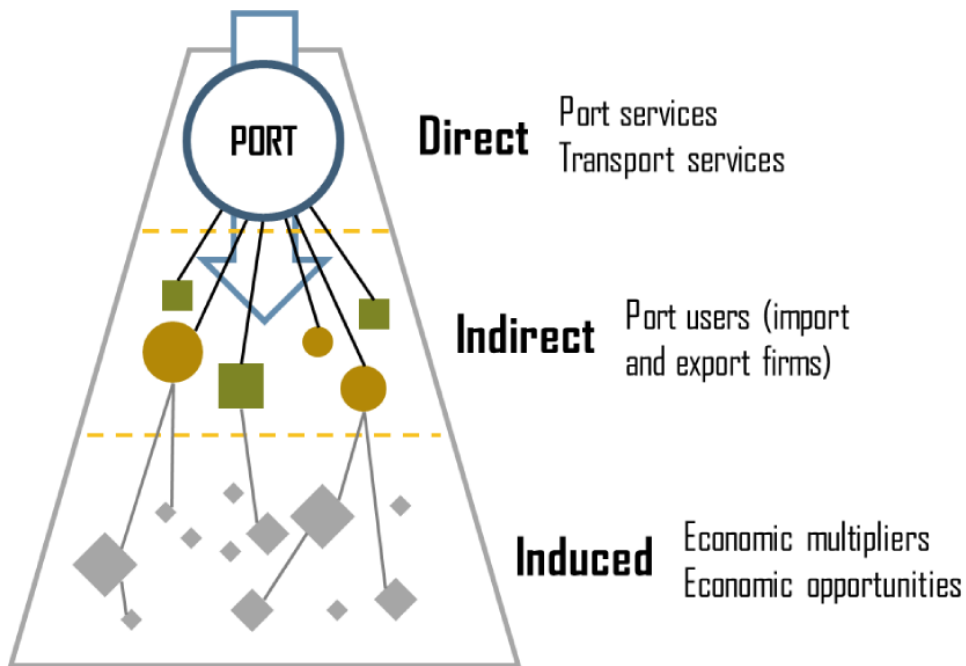 PORT
Direct
Port services
Transport services
Indirect
Port users (import
and export firms)
Induced
Economic multipliers
Economic opportunities